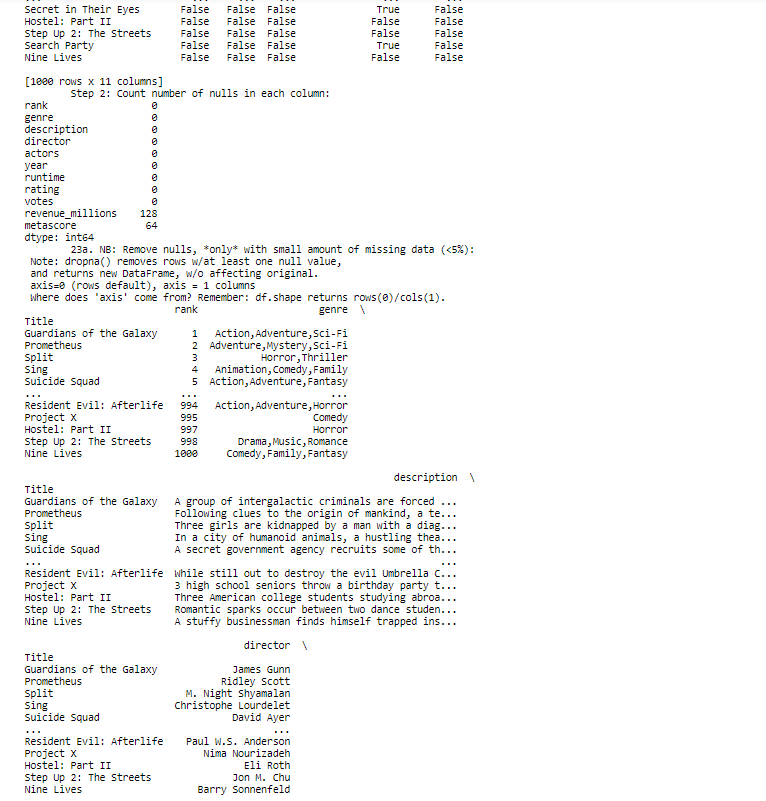 Secret in Their Eyes       False  False  False            True      False
Hostel: Part II            False  False  False           False      False
Step Up 2: The Streets     False  False  False           False      False
Search Party               False  False  False            True      False
Nine Lives                 False  False  False           False      False
[1000 rows x 11 columns]
Step 2: Count number of nulls in each column:
rank                  0
genre                 0
description           0
director              0
actors                0
year                  0
runtime               0
rating                0
votes                 0
revenue_millions    128
metascore            64
dtype: int64
23a. NB: Remove nulls, *only* with small amount of missing data (<5%):
Note: dropna() removes rows w/at least one null value,
and returns new DataFrame, w/o affecting original.
axis=0 (rows default), axis = 1 columns
Where does 'axis' come from? Remember: df.shape returns rows(0)/cols(1).
rank                     genre  \
Title
Guardians of the Galaxy      1   Action,Adventure,Sci-Fi
Prometheus                   2  Adventure,Mystery,Sci-Fi
Split                        3           Horror,Thriller
Sing                         4   Animation,Comedy,Family
Suicide Squad                5  Action,Adventure,Fantasy
...                        ...                       ...
Resident Evil: Afterlife   994   Action,Adventure,Horror
Project X                  995                    Comedy
Hostel: Part II            997                    Horror
Step Up 2: The Streets     998       Drama,Music,Romance
Nine Lives                1000     Comedy,Family,Fantasy
description  \
Title
Guardians of the Galaxy   A group of intergalactic criminals are forced ...
Prometheus                Following clues to the origin of mankind, a te...
Split                     Three girls are kidnapped by a man with a diag...
Sing                      In a city of humanoid animals, a hustling thea...
Suicide Squad             A secret government agency recruits some of th...
...                                                                     ...
Resident Evil: Afterlife  While still out to destroy the evil Umbrella C...
Project X                 3 high school seniors throw a birthday party t...
Hostel: Part II           Three American college students studying abroa...
Step Up 2: The Streets    Romantic sparks occur between two dance studen...
Nine Lives                A stuffy businessman finds himself trapped ins...
director  \
Title
Guardians of the Galaxy             James Gunn
Prometheus                        Ridley Scott
Split                       M. Night Shyamalan
Sing                      Christophe Lourdelet
Suicide Squad                       David Ayer
...                                        ...
Resident Evil: Afterlife    Paul W.S. Anderson
Project X                      Nima Nourizadeh
Hostel: Part II                       Eli Roth
Step Up 2: The Streets              Jon M. Chu
Nine Lives                    Barry Sonnenfeld